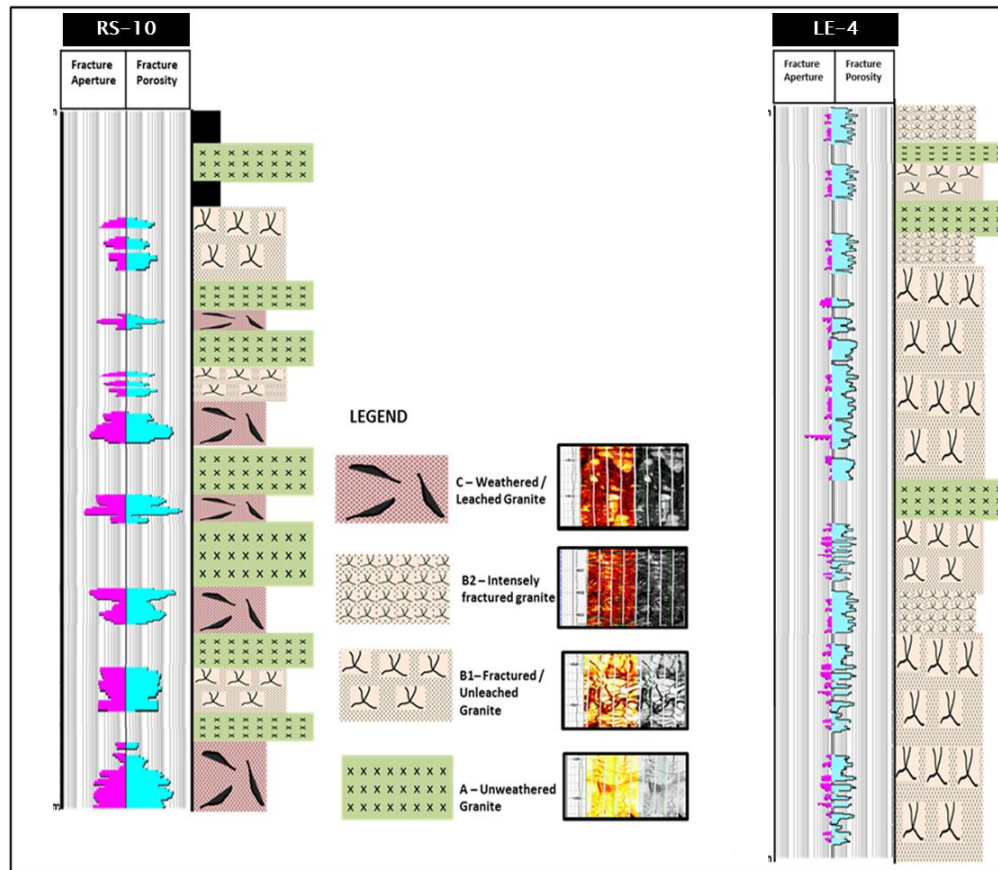 RS-10
Fracture
Aperture
Fracture
Porosity
LE-4
Fracture
Aperture
Fracture
Porosity
LEGEND
C – Weathered /
Leached Granite
B2 – Intensely
fractured granite
B1– Fractured /
Unleached
Granite
A – Unweathered
Granite